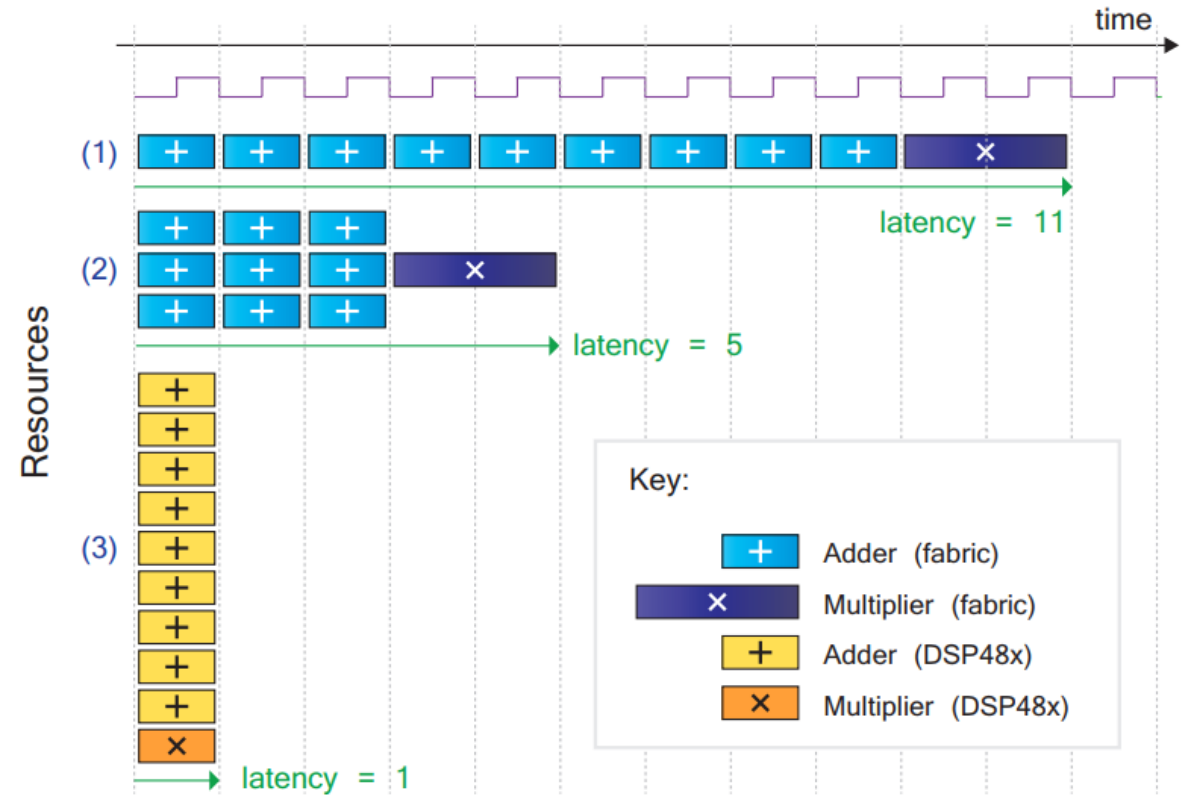 time
(1)
+ + + + + + + + + ×
latency = 11
+ + +
(2)
+ + + ×
+ + +
latency = 5
Resources
(3)
+
+
+
+
+
+
+
+
+
×
latency = 1
Key:
+ Adder (fabric)
× Multiplier (fabric)
+ Adder (DSP48x)
× Multiplier (DSP48x)